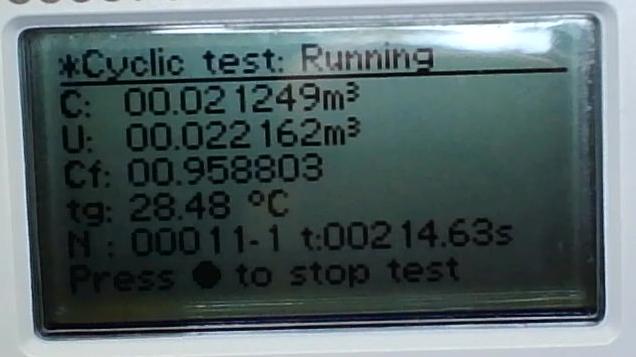 *Cyclic test: Running
C: 00.021249m³
U: 00.022162m³
Cf: 00.958803
tg: 28.48 °C
N : 00011-1 t:00214.63s
Press ● to stop test